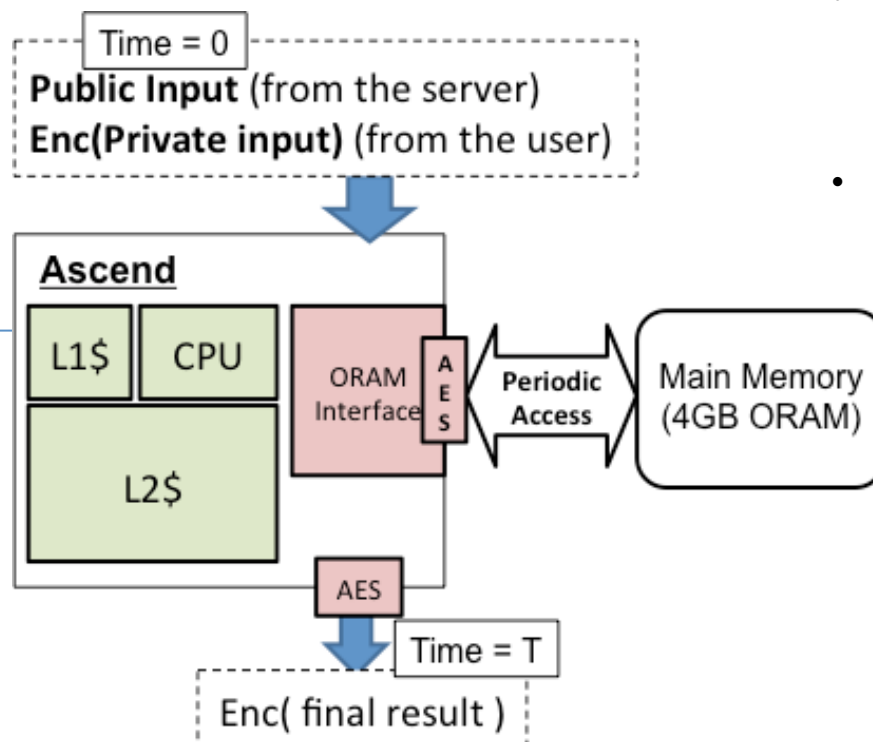 Time = 0
Public Input (from the server)
Enc(Private input) (from the user)
Ascend
L1$
CPU
L2$
ORAM
Interface
AES
Periodic
Access
Main Memory
(4GB ORAM)
AES
Time = T
Enc( final result )